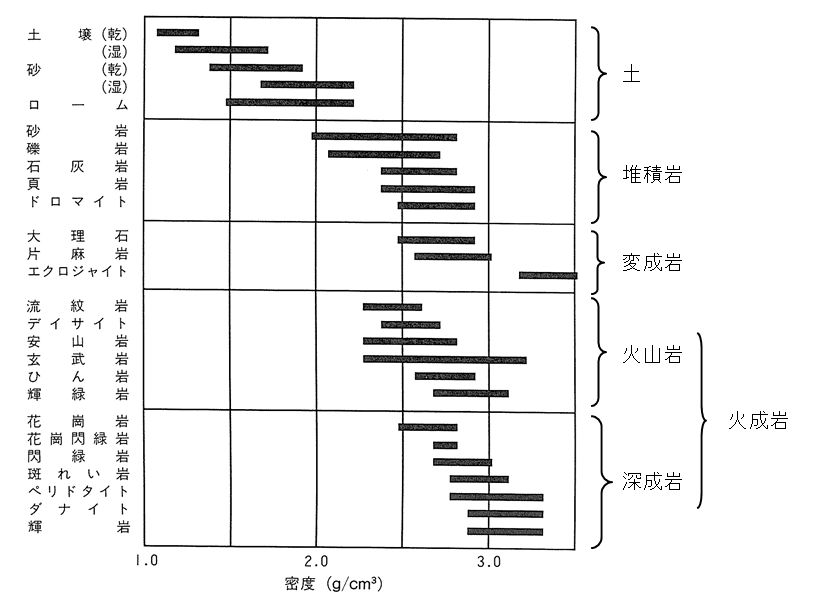 土壌（乾）
（湿）
砂（乾）
（湿）
ローム
土
砂岩
礫岩
石灰岩
頁岩
ドロマイト
堆積岩
大理石
片麻岩
エクロジャイト
変成岩
流紋岩
デイサイト
安山岩
玄武岩
ひん岩
輝緑岩
火山岩
花崗岩
花崗閃緑岩
閃緑岩
斑れい岩
ペリドタイト
ダナイト
輝岩
深成岩
火成岩
1.0 2.0 3.0
密度（g/cm³）